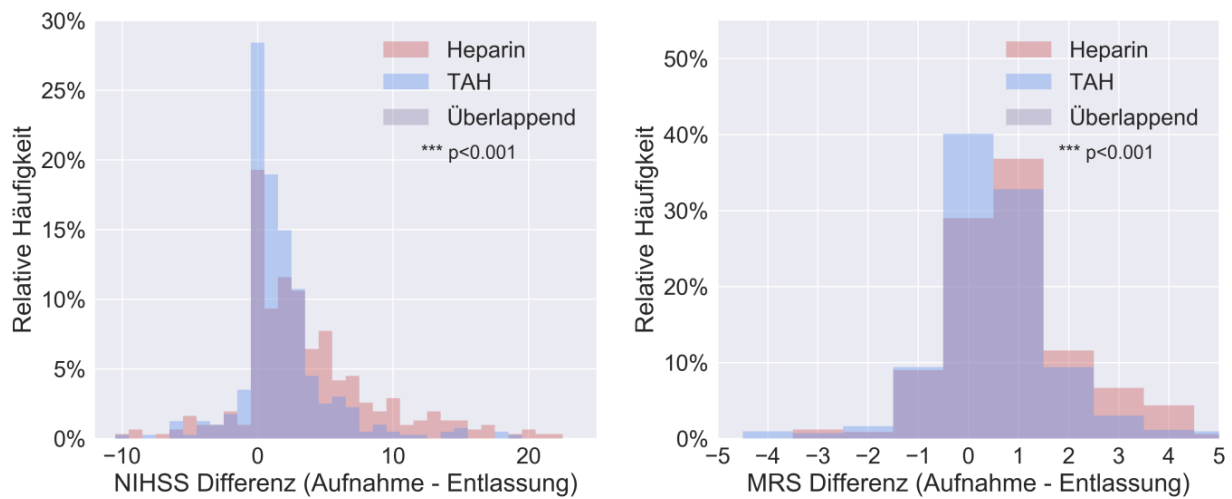 30%
25%
20%
15%
10%
5%
0%
Relative Häufigkeit
Heparin
TAH
Überlappend
*** p<0.001
−10 0 10 20
NIHSS Differenz (Aufnahme - Entlassung)
50%
40%
30%
20%
10%
0%
Relative Häufigkeit
Heparin
TAH
Überlappend
*** p<0.001
−5 −4 −3 −2 −1 0 1 2 3 4 5
MRS Differenz (Aufnahme - Entlassung)